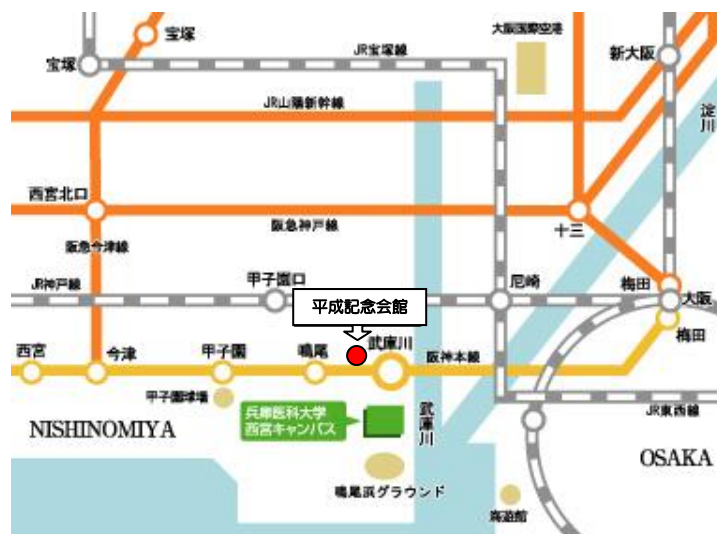 宝塚
宝塚
JR宝塚線
大阪国際空港
新大阪
JR山陽新幹線
淀川
西宮北口
阪急神戸線
十三
阪急今津線
JR神戸線
甲子園口
尼崎
梅田
大阪
平成記念会館
西宮
今津
甲子園
鳴尾
武庫川
阪神本線
梅田
甲子園球場
兵庫医科大学
西宮キャンパス
武庫川
JR東西線
NISHINOMIYA
OSAKA
鳴尾浜グラウンド
海遊館